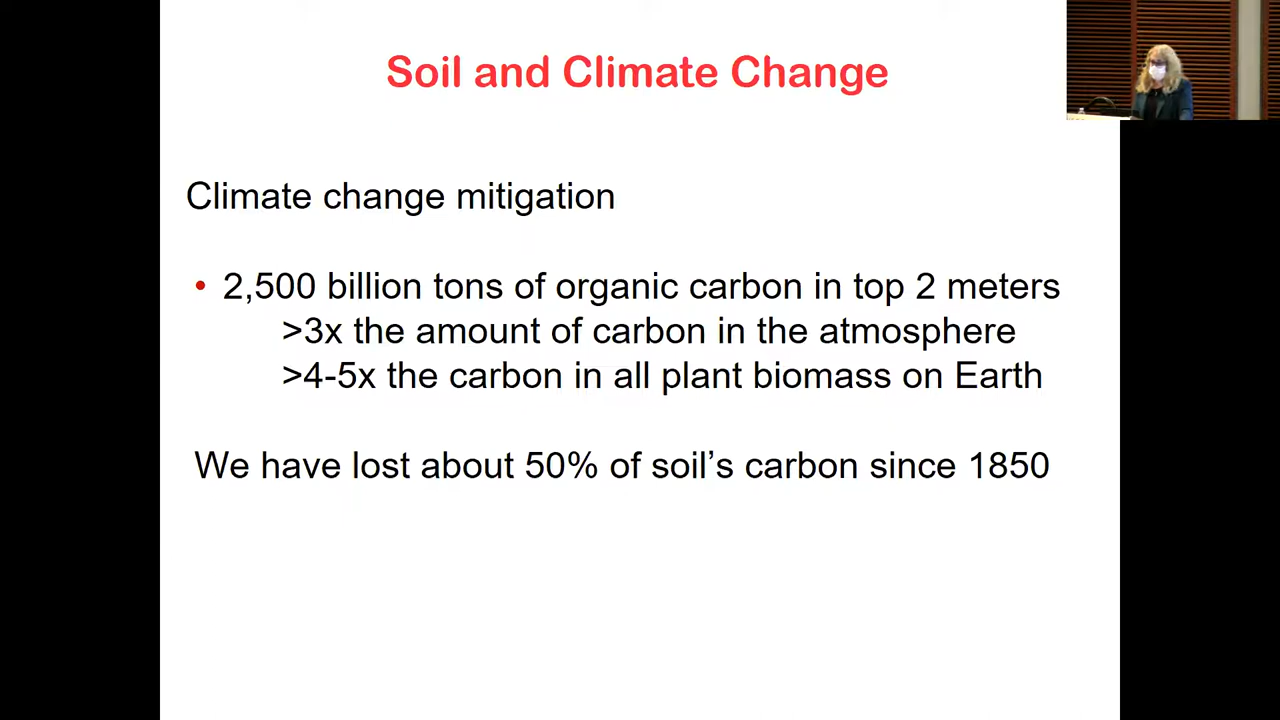 Soil and Climate Change
Climate change mitigation
• 2,500 billion tons of organic carbon in top 2 meters
>3x the amount of carbon in the atmosphere
>4-5x the carbon in all plant biomass on Earth
We have lost about 50% of soil’s carbon since 1850